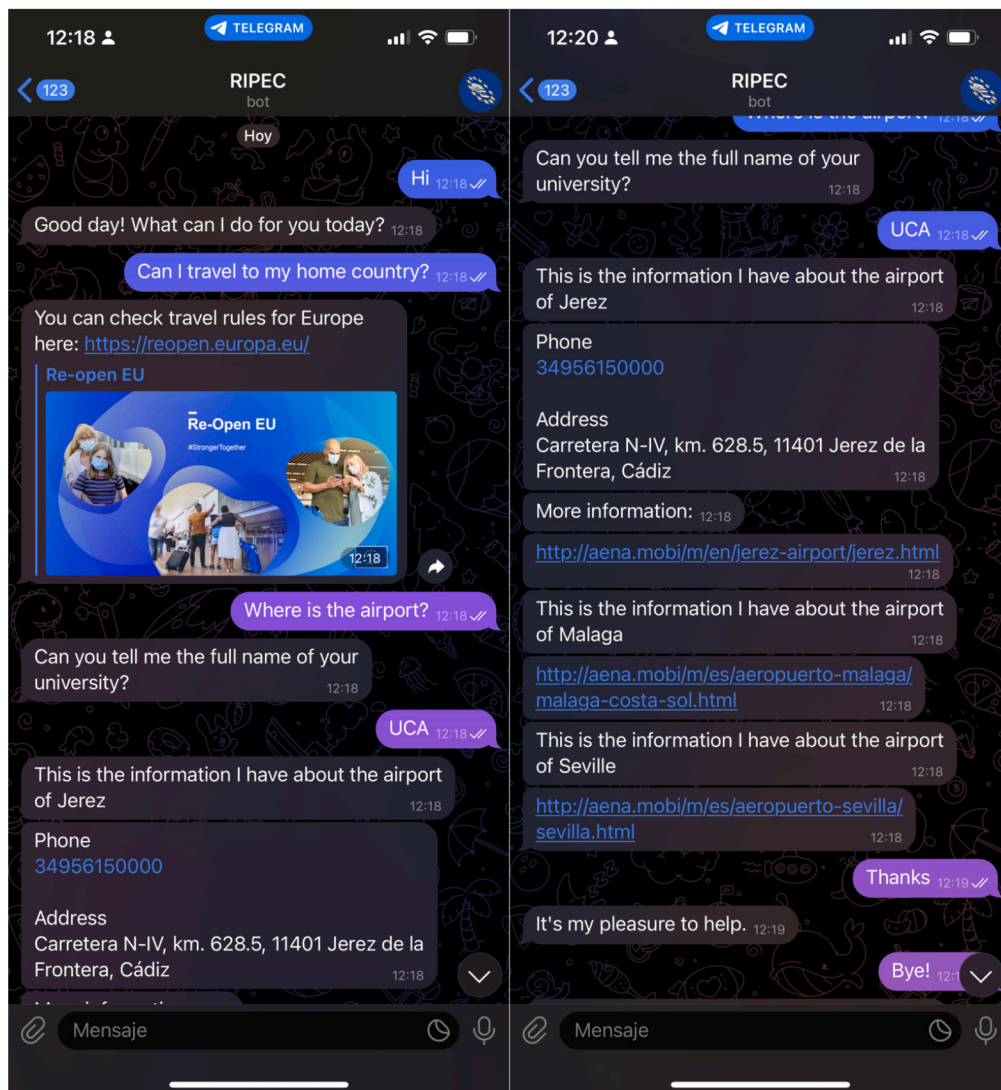 12:18
TELEGRAM
123
RIPEC
bot
Hoy
Hi 12:18
Good day! What can I do for you today? 12:18
Can I travel to my home country? 12:18
You can check travel rules for Europe
here: https://reopen.europa.eu/
Re-open EU
Re-Open EU
#StrongerTogether
12:18
Where is the airport? 12:18
Can you tell me the full name of your
university?
12:18
UCA 12:18
This is the information I have about the airport
of Jerez
12:18
Phone
34956150000
Address
Carretera N-IV, km. 628.5, 11401 Jerez de la
Frontera, Cádiz
12:18
Mensaje
12:20
TELEGRAM
123
RIPEC
bot
Where is the airport? 12:18
Can you tell me the full name of your
university?
12:18
UCA 12:18
This is the information I have about the airport
of Jerez
12:18
Phone
34956150000
Address
Carretera N-IV, km. 628.5, 11401 Jerez de la
Frontera, Cádiz
12:18
More information: 12:18
http://aena.mobi/m/en/jerez-airport/jerez.html
12:18
This is the information I have about the airport
of Malaga
12:18
http://aena.mobi/m/es/aeropuerto-malaga/
malaga-costa-sol.html
12:18
This is the information I have about the airport
of Seville
12:18
http://aena.mobi/m/es/aeropuerto-sevilla/
sevilla.html
12:18
Thanks 12:19
It's my pleasure to help. 12:19
Bye!
Mensaje